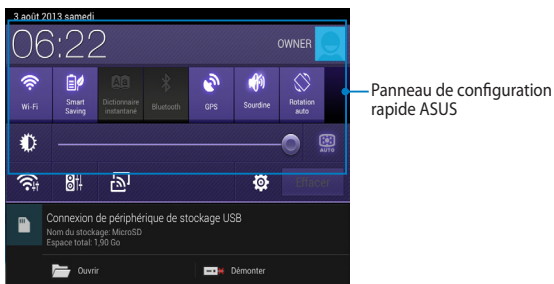 3 août 2013 samedi
06:22
OWNER
Wi-Fi
Smart Saving
Dictionnaire instantané
Bluetooth
GPS
Sourdine
Rotation auto
AUTO
Effacer
Connexion de périphérique de stockage USB
Nom du stockage: MicroSD
Espace total: 1,90 Go
Ouvrir
Démonter
Panneau de configuration
rapide ASUS